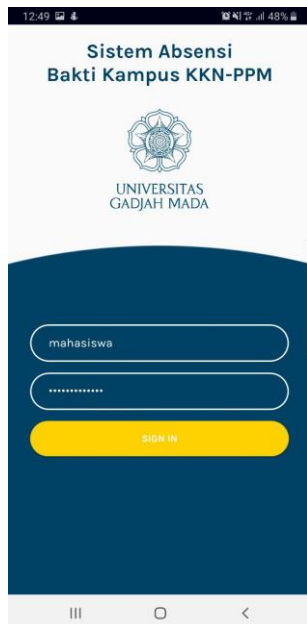 12:49 48%
Sistem Absensi
Bakti Kampus KKN-PPM
UNIVERSITAS
GADJAH MADA
mahasiswa
•••••••••••••
SIGN IN